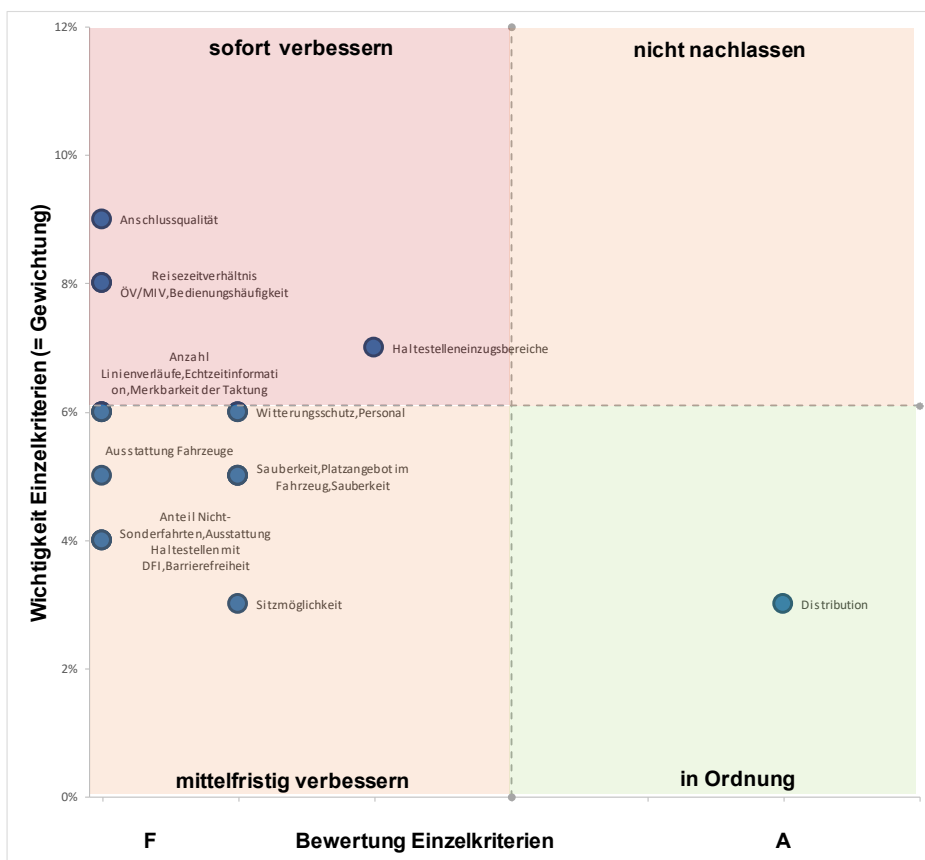 12%
sofort verbessern
nicht nachlassen
10%
Anschlussqualität
8%
Reisezeitverhältnis
ÖV/MIV,Bedienungshäufigkeit
Haltestelleneinzugsbereiche
Anzahl
Linienverläufe,Echtzeitinformati
on,Merkbarkeit der Taktung
6%
Witterungsschutz,Personal
Ausstattung Fahrzeuge
Sauberkeit,Platzangebot im
Fahrzeug,Sauberkeit
Anteil Nicht-
Sonderfahrten,Ausstattung
Haltestellen mit
DFI,Barrierefreiheit
4%
Sitzmöglichkeit
Distribution
2%
mittelfristig verbessern
in Ordnung
0%
Wichtigkeit Einzelkriterien (= Gewichtung)
F
Bewertung Einzelkriterien
A